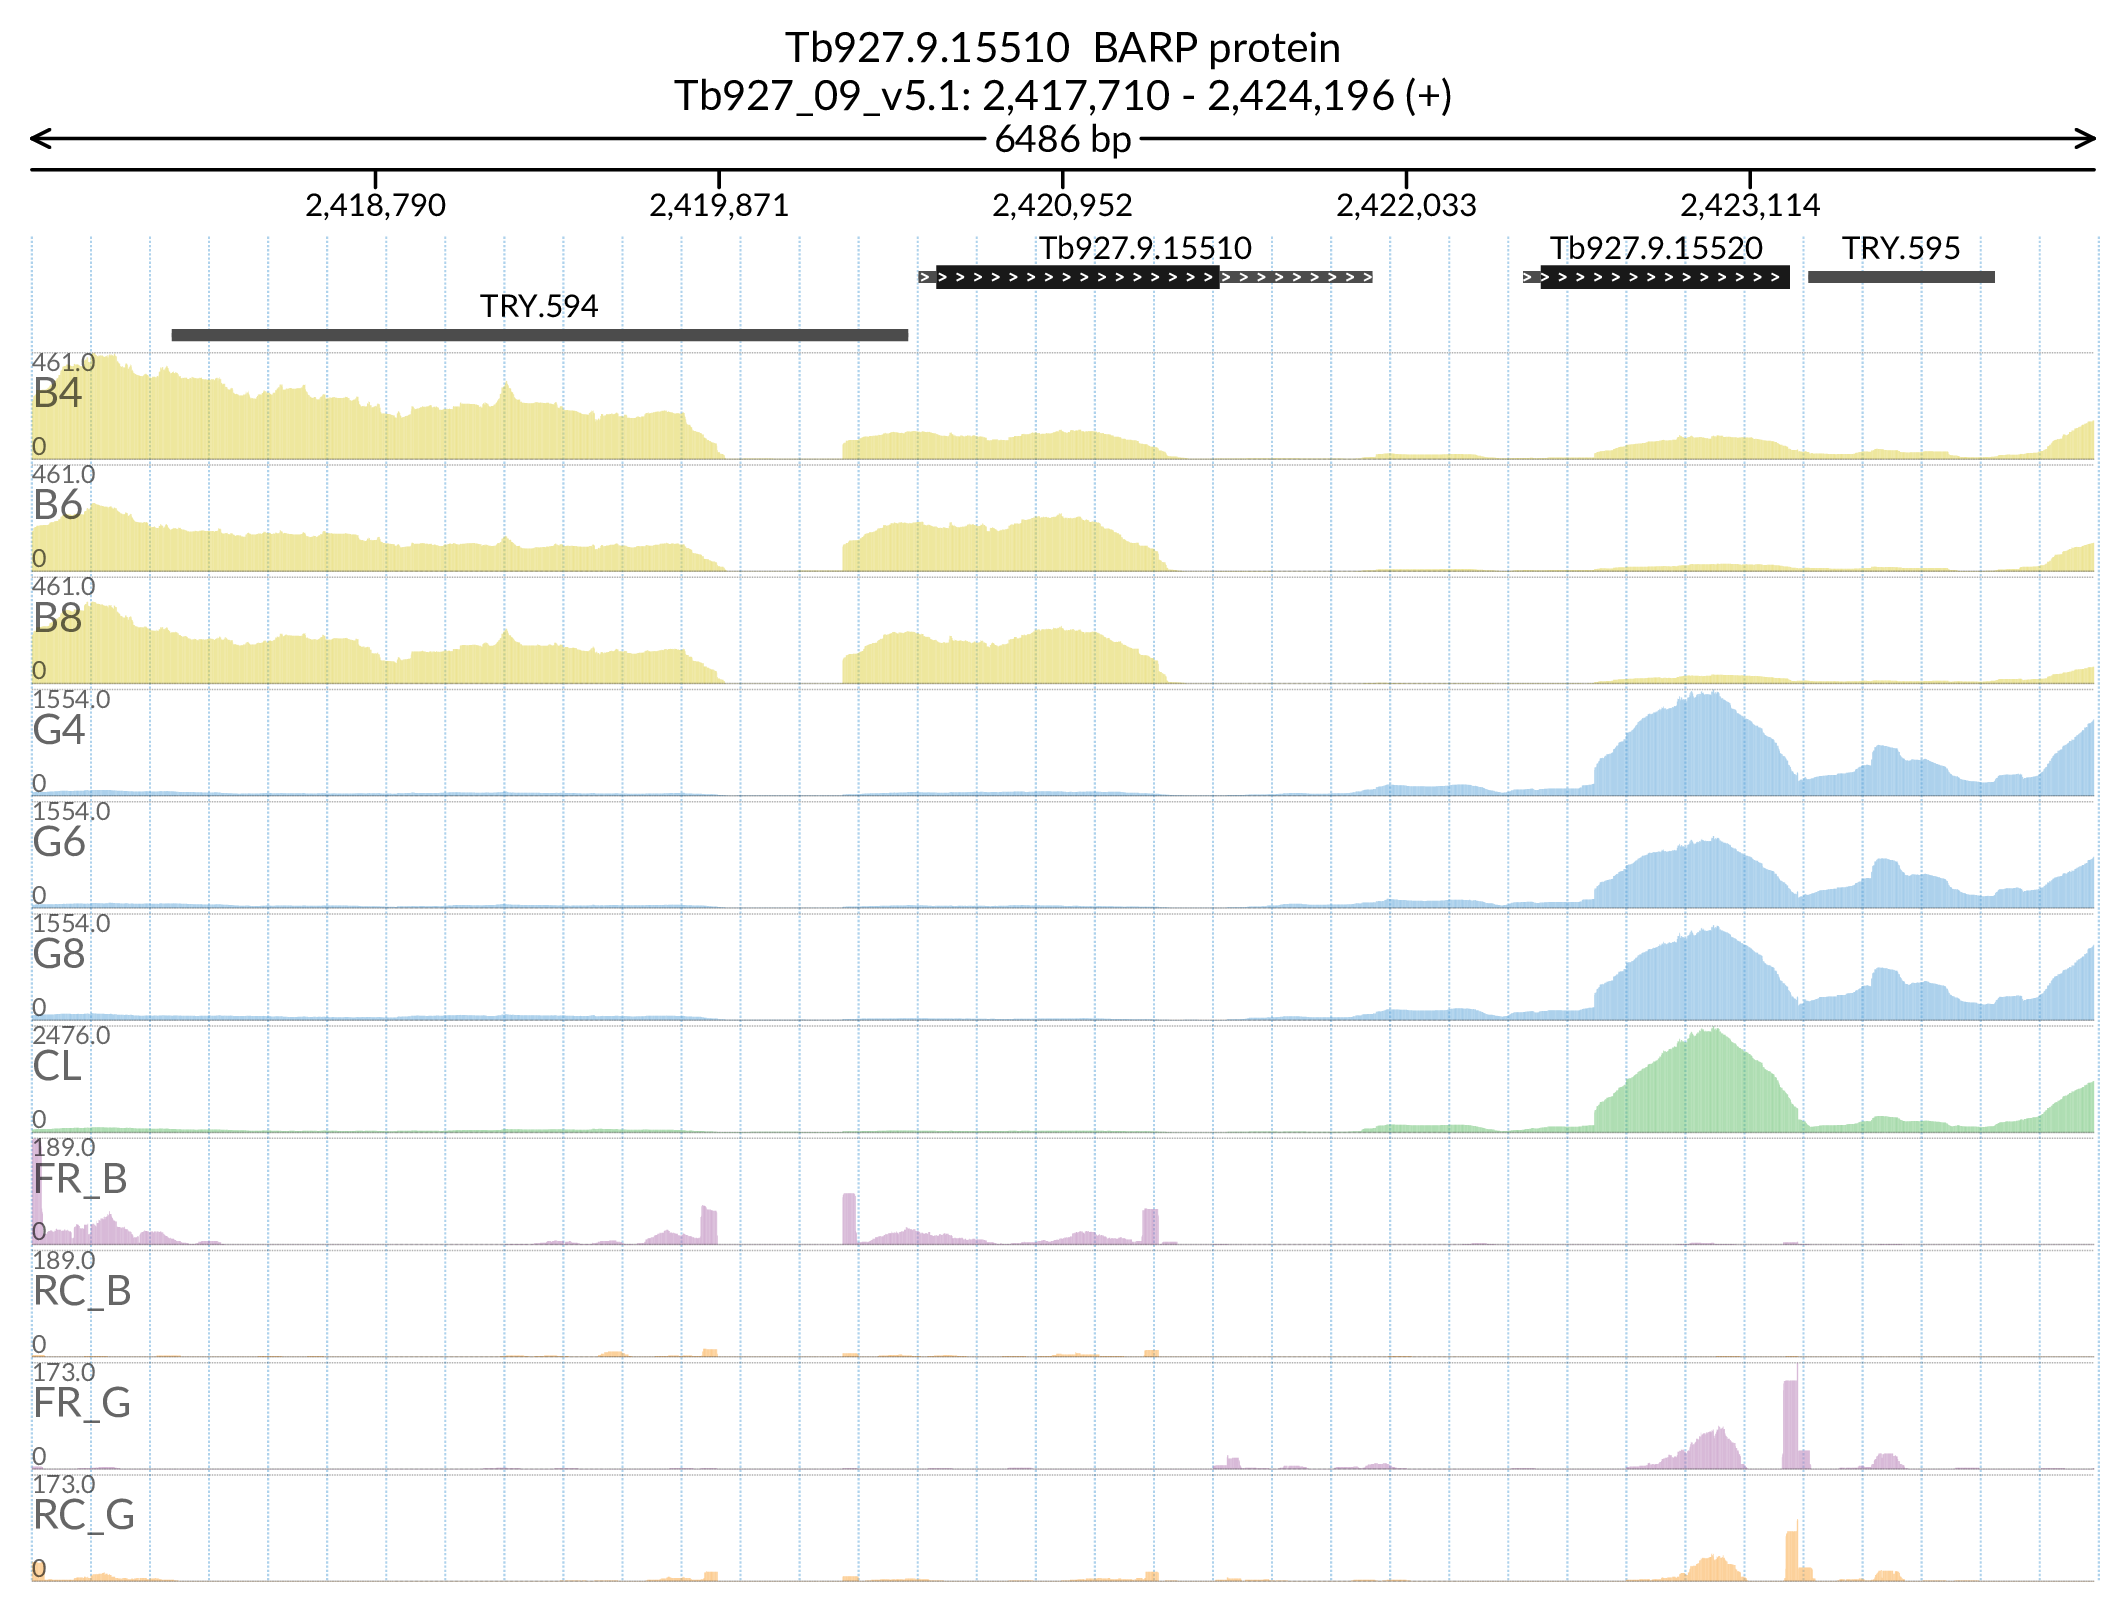 Tb927.9.15510 BARP protein
Tb927_09_v5.1: 2,417,710 - 2,424,196 (+)
6486 bp
2,418,790 2,419,871 2,420,952 2,422,033 2,423,114
Tb927.9.15510 Tb927.9.15520 TRY.595
TRY.594
461.0
B4
0
461.0
B6
0
461.0
B8
0
1554.0
G4
0
1554.0
G6
0
1554.0
G8
0
2476.0
CL
0
189.0
FR_B
0
189.0
RC_B
0
173.0
FR_G
0
173.0
RC_G
0